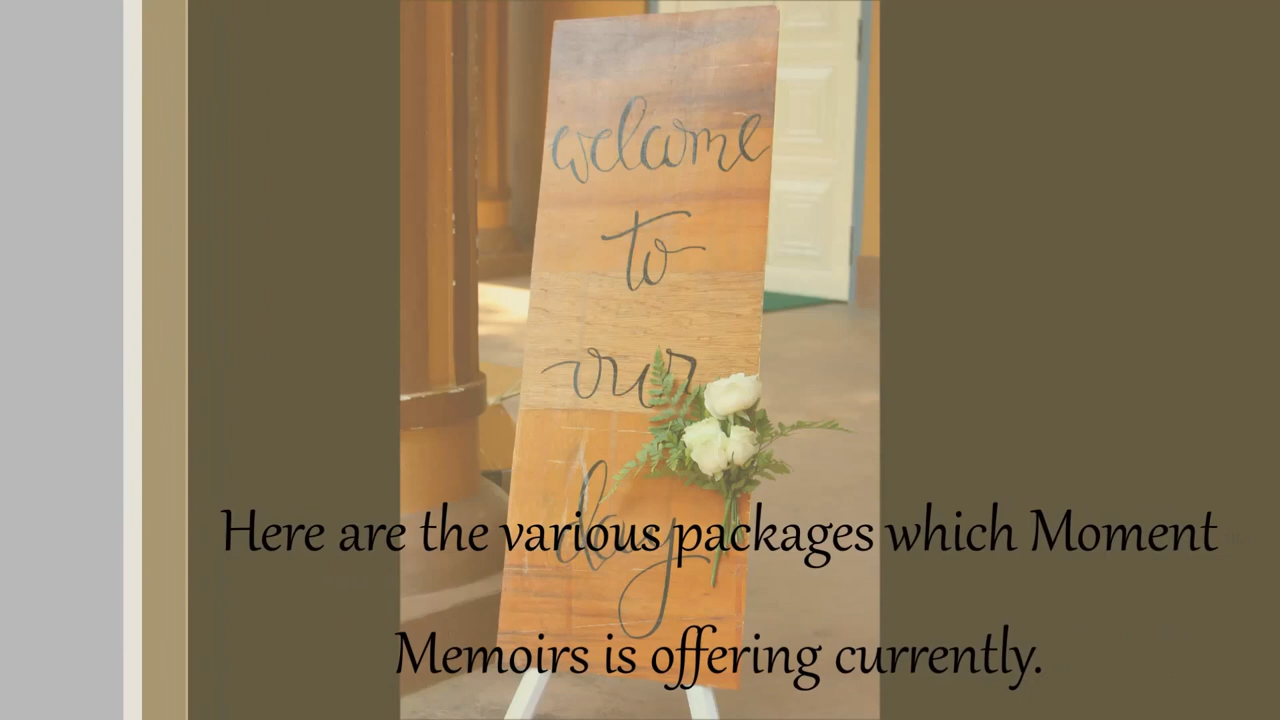 welcome
to
our
day
Here are the various packages which Moment
Memoirs is offering currently.